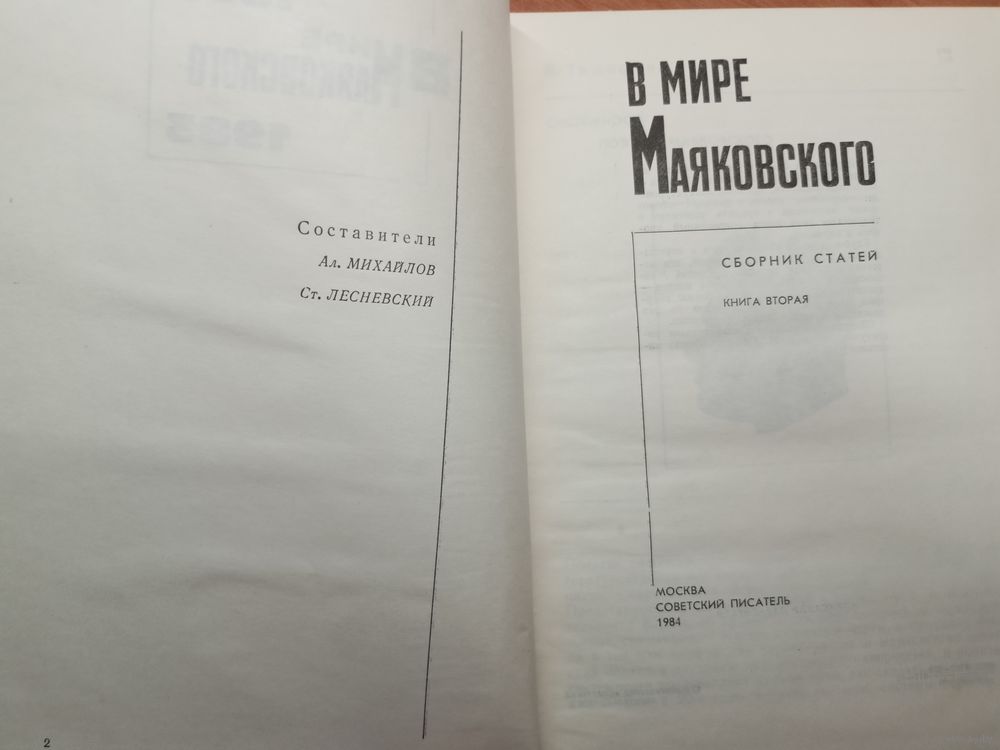 Составители
Ал. МИХАЙЛОВ
Ст. ЛЕСНЕВСКИЙ
2
В МИРЕ
МАЯКОВСКОГО
СБОРНИК СТАТЕЙ
КНИГА ВТОРАЯ
МОСКВА
СОВЕТСКИЙ ПИСАТЕЛЬ
1984